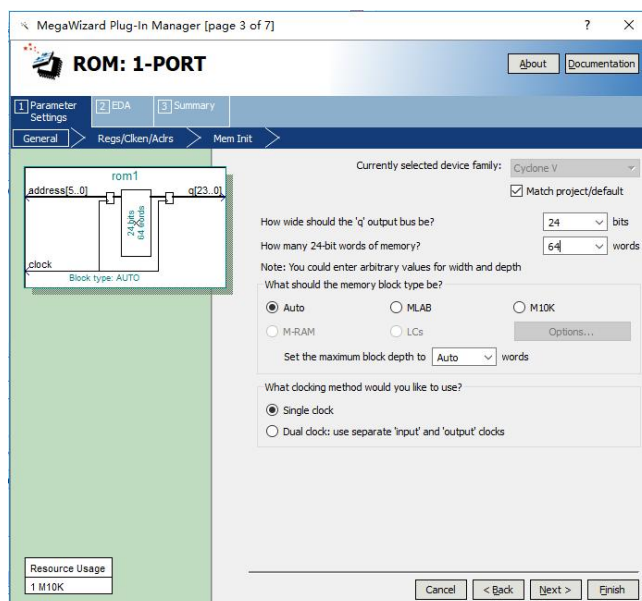 MegaWizard Plug-In Manager [page 3 of 7]
? ×
ROM: 1-PORT
About Documentation
1 Parameter Settings 2 EDA 3 Summary
General Regs/Clken/Aclrs Mem Init
rom1
address[5..0] q[23..0]
24 bits
64 words
clock
Block type: AUTO
Currently selected device family: Cyclone V
Match project/default
How wide should the 'q' output bus be? 24 bits
How many 24-bit words of memory? 64 words
Note: You could enter arbitrary values for width and depth
What should the memory block type be?
Auto MLAB M10K
M-RAM LCs Options...
Set the maximum block depth to Auto words
What clocking method would you like to use?
Single clock
Dual clock: use separate 'input' and 'output' clocks
Resource Usage
1 M10K
Cancel < Back Next > Finish